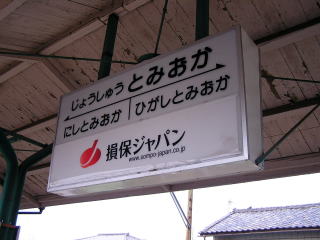 じょうしゅうとみおか
にしとみおか ひがしとみおか
損保ジャパン
www.sompo-japan.co.jp